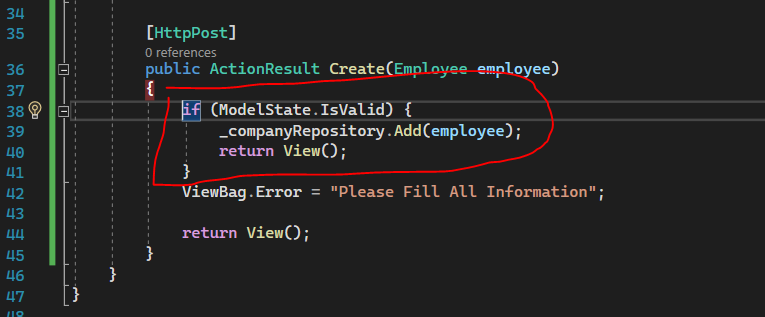 34
35 [HttpPost]
0 references
36 public ActionResult Create(Employee employee)
37 {
38 if (ModelState.IsValid) {
39 _companyRepository.Add(employee);
40 return View();
41 }
42 ViewBag.Error = "Please Fill All Information";
43
44 return View();
45 }
46 }
47 }
48